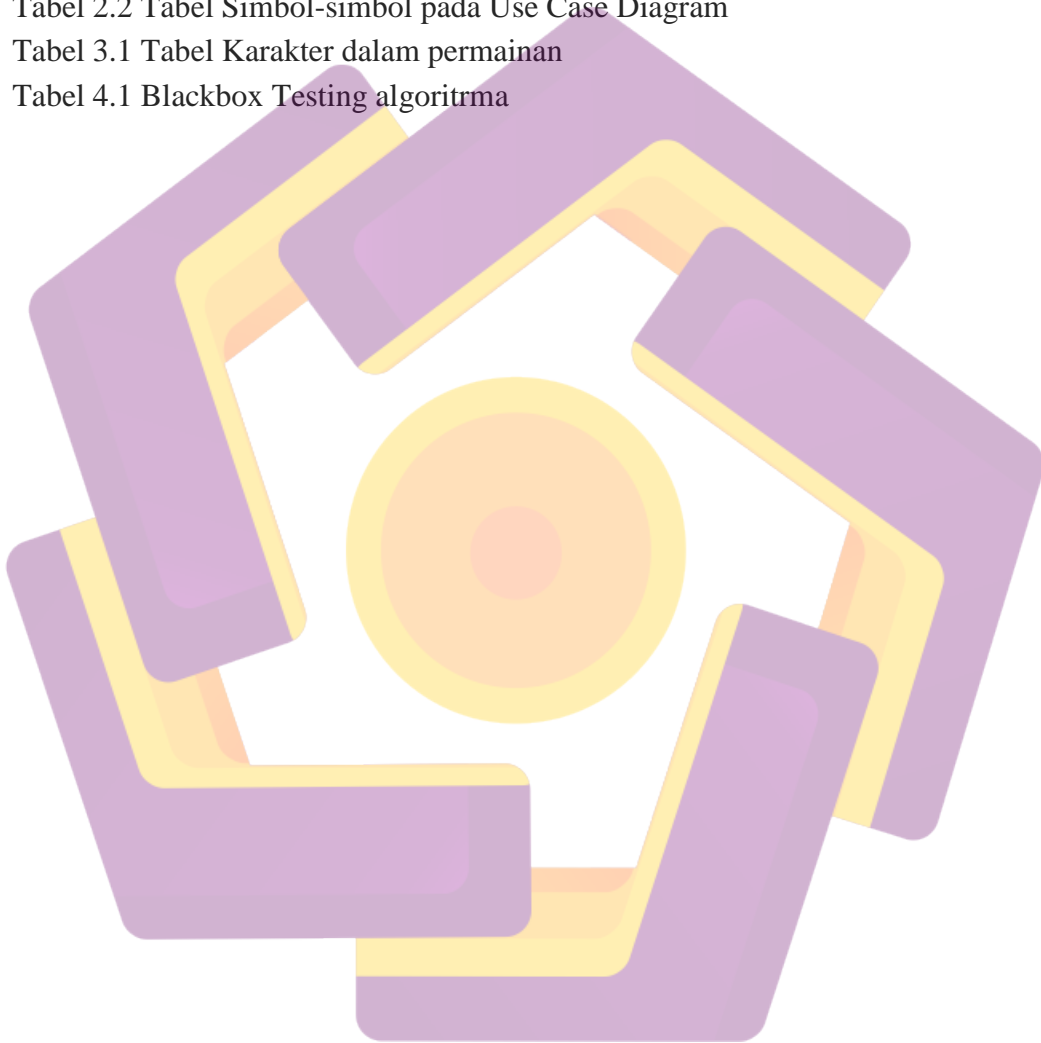 Tabel 2.2 Tabel Simbol-simbol pada Use Case Diagram
Tabel 3.1 Tabel Karakter dalam permainan
Tabel 4.1 Blackbox Testing algoritrma